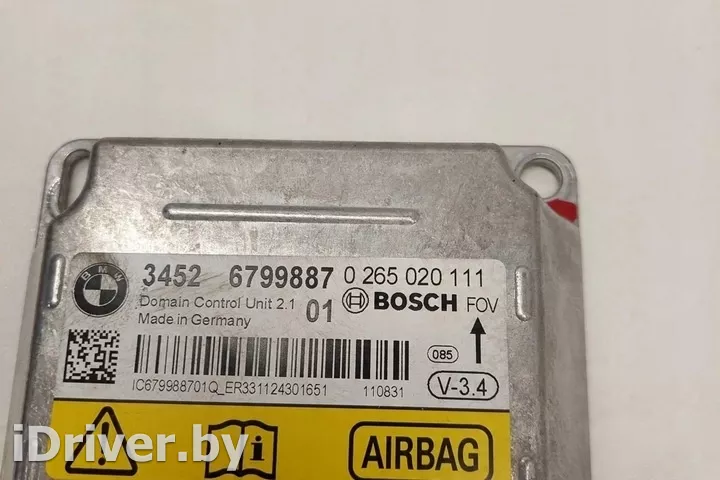 BMW
3452 6799887 0 265 020 111
Domain Control Unit 2.1 01 BOSCH FOV
Made in Germany
085
IC679988701Q_ER331124301651 110831
V-3.4
AIRBAG
iDriver.by